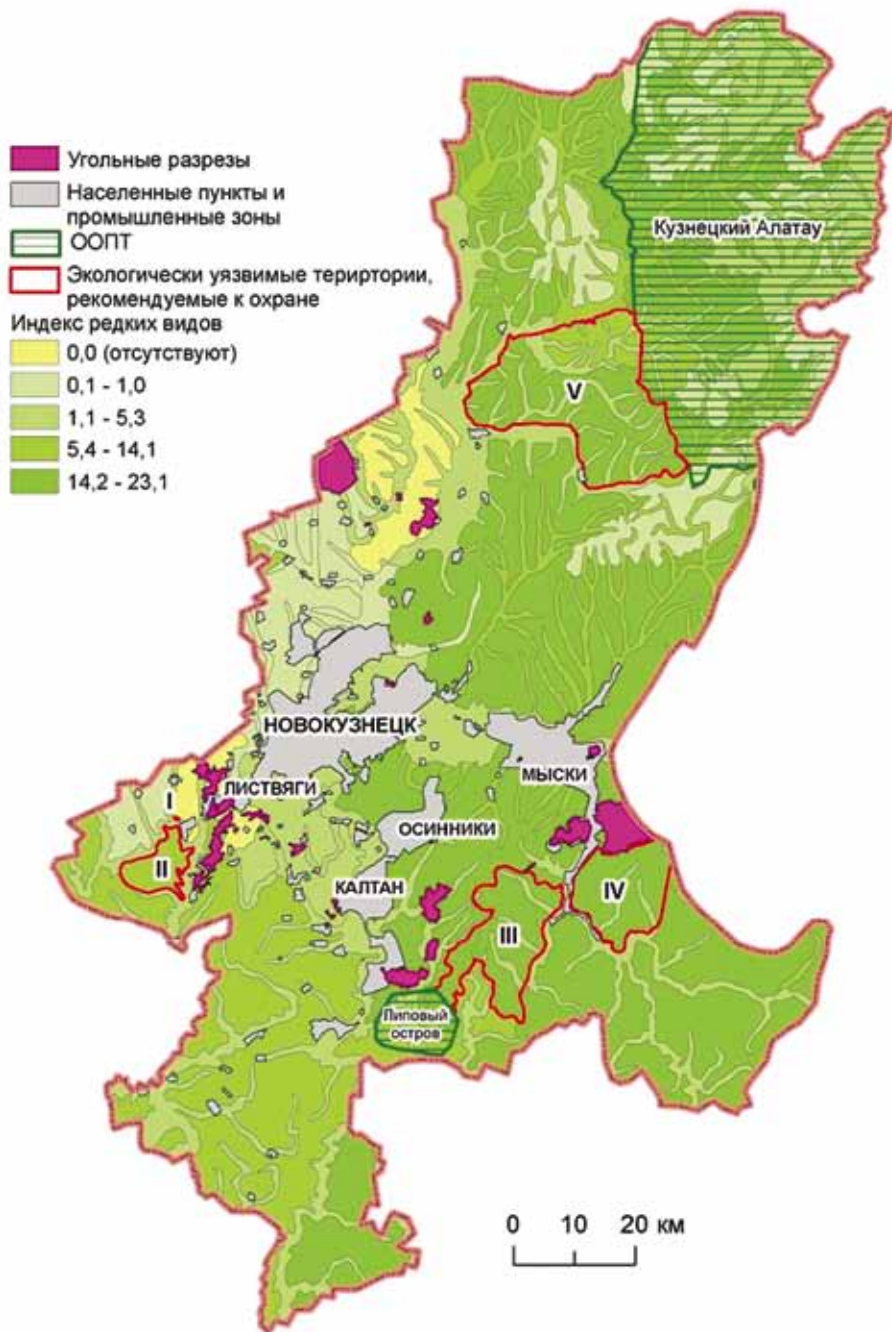 Угольные разрезы
Населенные пункты и
промышленные зоны
ООПТ
Экологически уязвимые териртории,
рекомендуемые к охране
Индекс редких видов
0,0 (отсутствуют)
0,1 - 1,0
1,1 - 5,3
5,4 - 14,1
14,2 - 23,1
Кузнецкий Алатау
V
НОВОКУЗНЕЦК
МЫСКИ
ЛИСТВЯГИ
I
ОСИННИКИ
II
КАЛТАН
IV
III
Липовый
остров
0 10 20 км